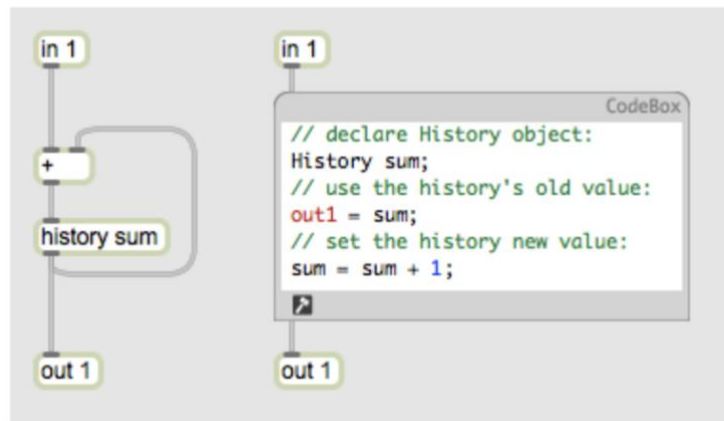 in 1
+
history sum
out 1
in 1
CodeBox
// declare History object:
History sum;
// use the history's old value:
out1 = sum;
// set the history new value:
sum = sum + 1;
out 1